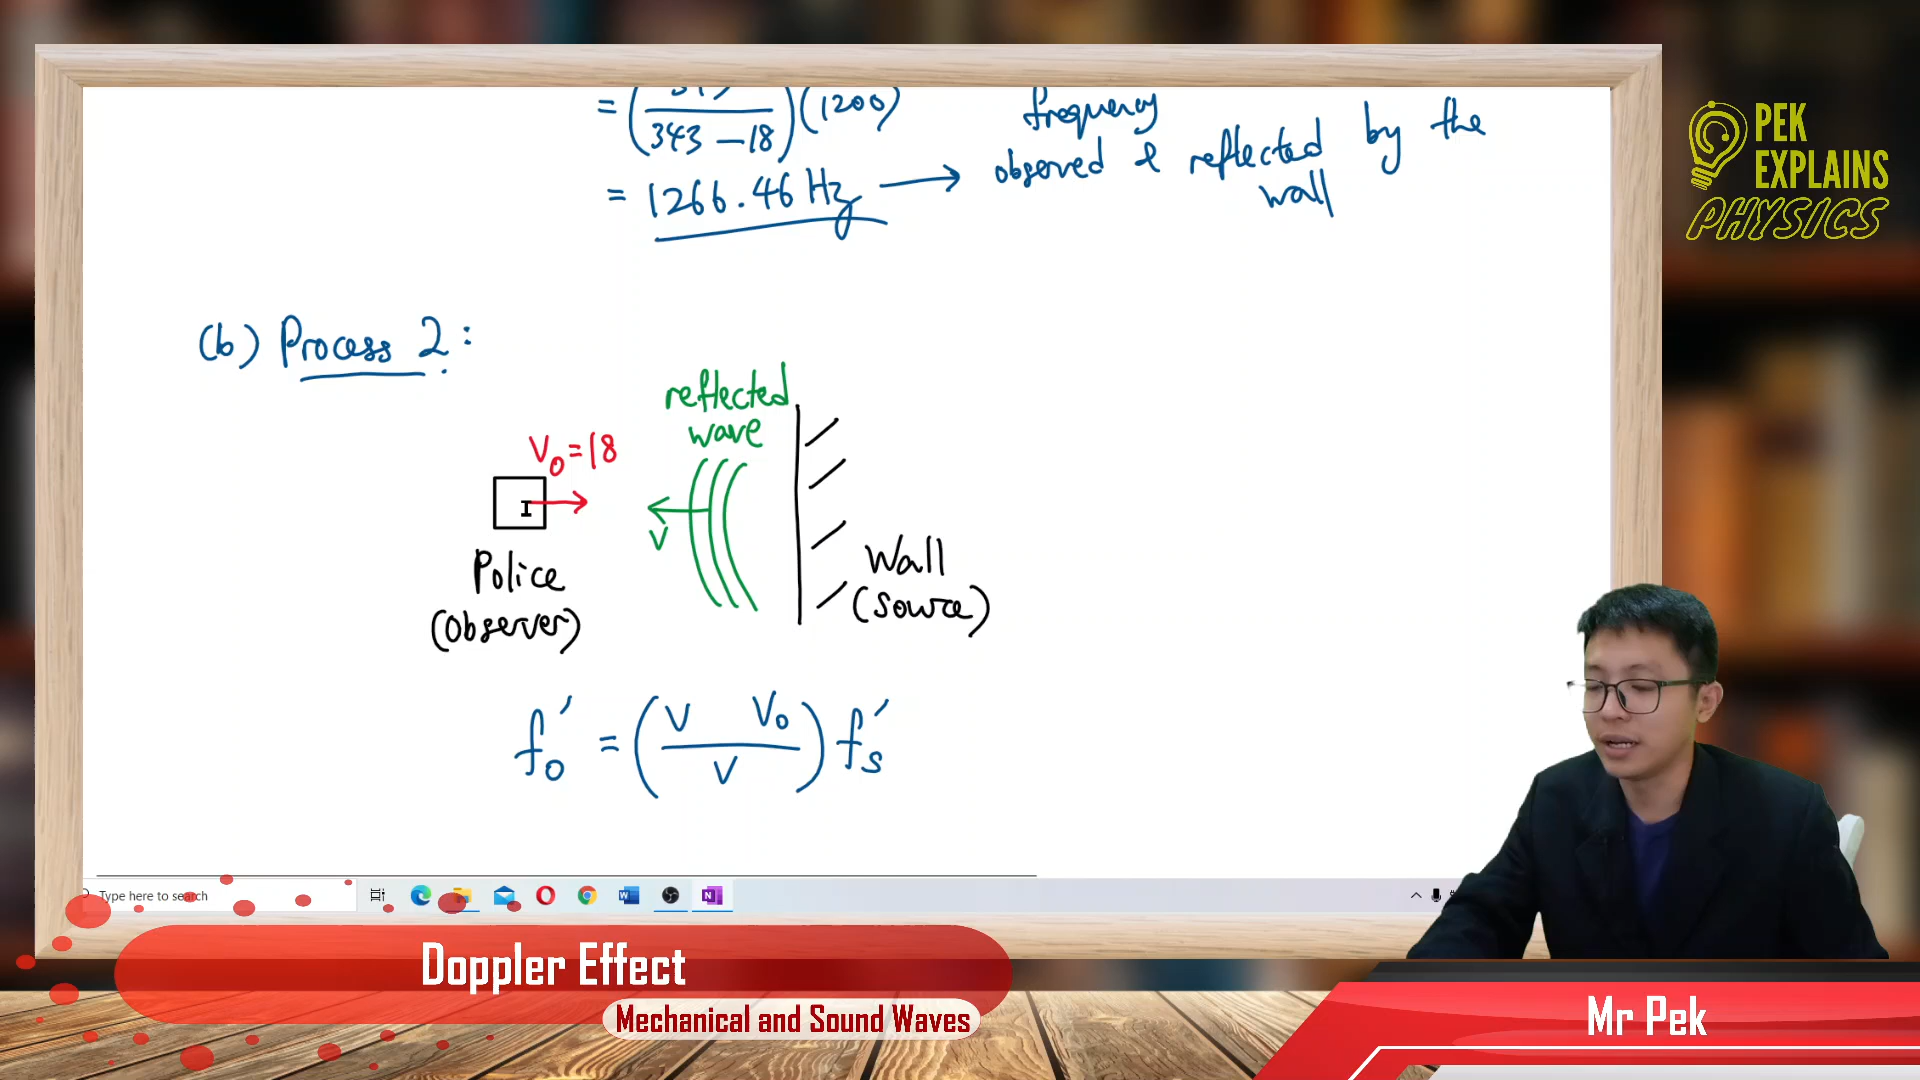 = (343 - 18)(1200)
frequency
observed & reflected by the
wall
= 1266.46 Hz
(b) Process 2:
reflected
wave
V₀ = 18
V
Police
(Observer)
Wall
(Source)
f₀' = (V V₀ / V) fₛ'
PEK
EXPLAINS
PHYSICS
Type here to search
Doppler Effect
Mechanical and Sound Waves
Mr Pek